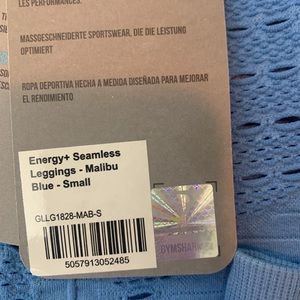 LES PERFORMANCES.
MASSGESCHNEIDERTE SPORTSWEAR, DIE DIE LEISTUNG
OPTIMIERT
ROPA DEPORTIVA HECHA A MEDIDA DISEÑADA PARA MEJORAR
EL RENDIMIENTO
Energy+ Seamless
Leggings - Malibu
Blue - Small
GLLG1828-MAB-S
5057913052485
GYMSHARK